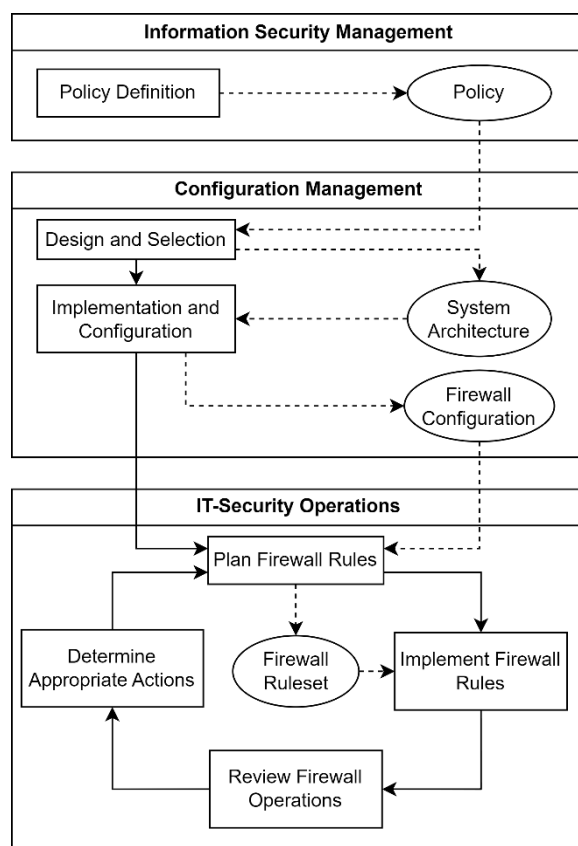 Information Security Management
Policy Definition
Policy
Configuration Management
Design and Selection
Implementation and
Configuration
System
Architecture
Firewall
Configuration
IT-Security Operations
Plan Firewall Rules
Determine
Appropriate Actions
Firewall
Ruleset
Implement Firewall
Rules
Review Firewall
Operations